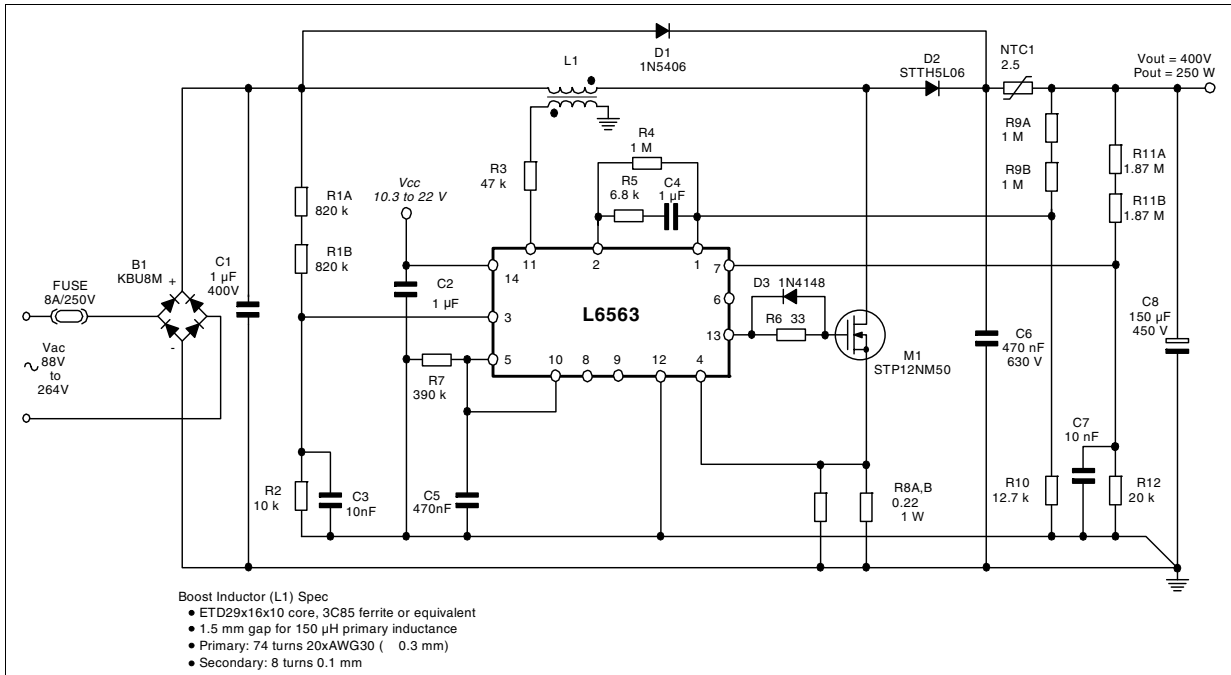 D1
1N5406
L1
D2
STTH5L06
NTC1
2.5
Vout = 400V
Pout = 250 W
R4
1 M
R9A
1 M
R3
47 k
R5
6.8 k
C4
1 µF
R9B
1 M
R11A
1.87 M
Vcc
10.3 to 22 V
R1A
820 k
R11B
1.87 M
B1
KBU8M
+
-
C1
1 µF
400V
R1B
820 k
FUSE
8A/250V
C2
1 µF
11
2
1
14
7
6
3
13
5
10
8
9
12
4
L6563
D3 1N4148
R6 33
M1
STP12NM50
C6
470 nF
630 V
C8
150 µF
450 V
Vac
88V
to
264V
R7
390 k
R2
10 k
C3
10nF
C5
470nF
R8A,B
0.22
1 W
R10
12.7 k
C7
10 nF
R12
20 k
Boost Inductor (L1) Spec
● ETD29x16x10 core, 3C85 ferrite or equivalent
● 1.5 mm gap for 150 µH primary inductance
● Primary: 74 turns 20xAWG30 ( 0.3 mm)
● Secondary: 8 turns 0.1 mm